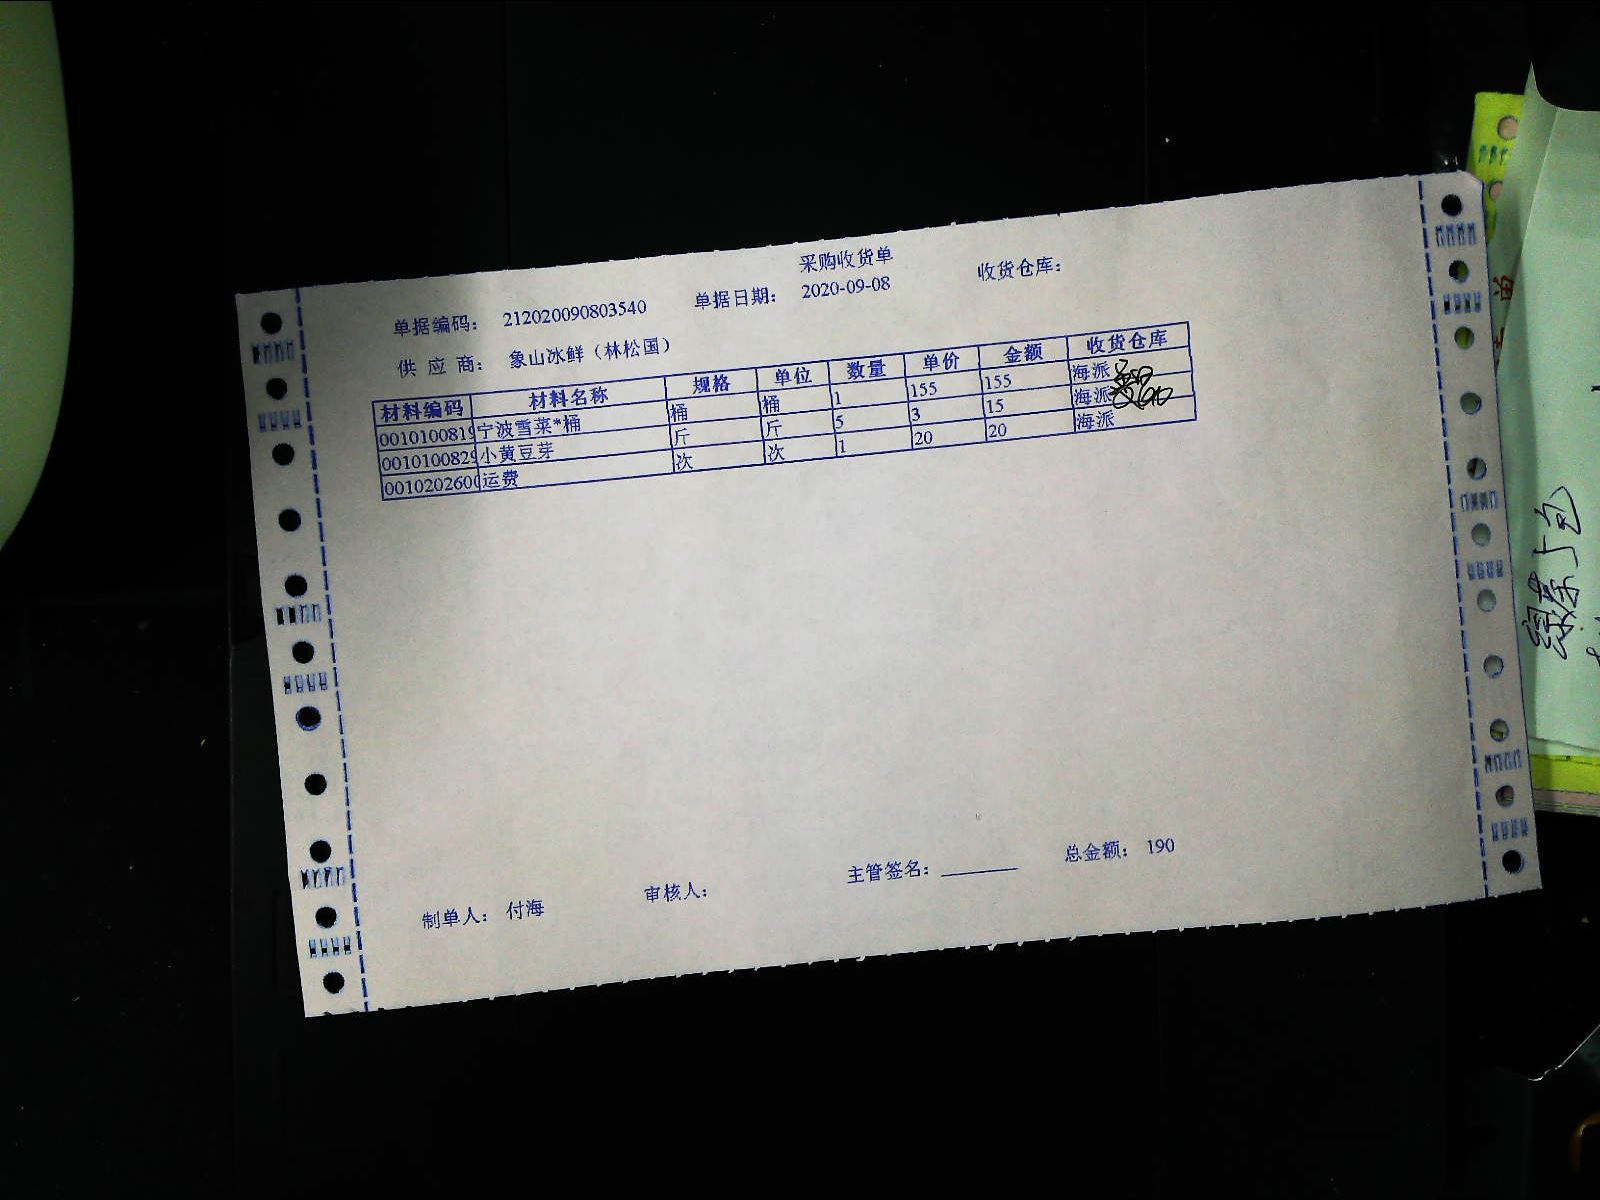 采购收货单
单据编码： 212020090803540 单据日期： 2020-09-08 收货仓库：
供 应 商： 象山冰鲜（林松国）
材料编码 材料名称 规格 单位 数量 单价 金额 收货仓库
0010100819 宁波雪菜*桶 桶 桶 1 155 155 海派
0010100829 小黄豆芽 斤 斤 5 3 15 海派
001020260 运费 次 次 1 20 20 海派
制单人： 付海 审核人： 主管签名： 总金额： 190
绿茶5包